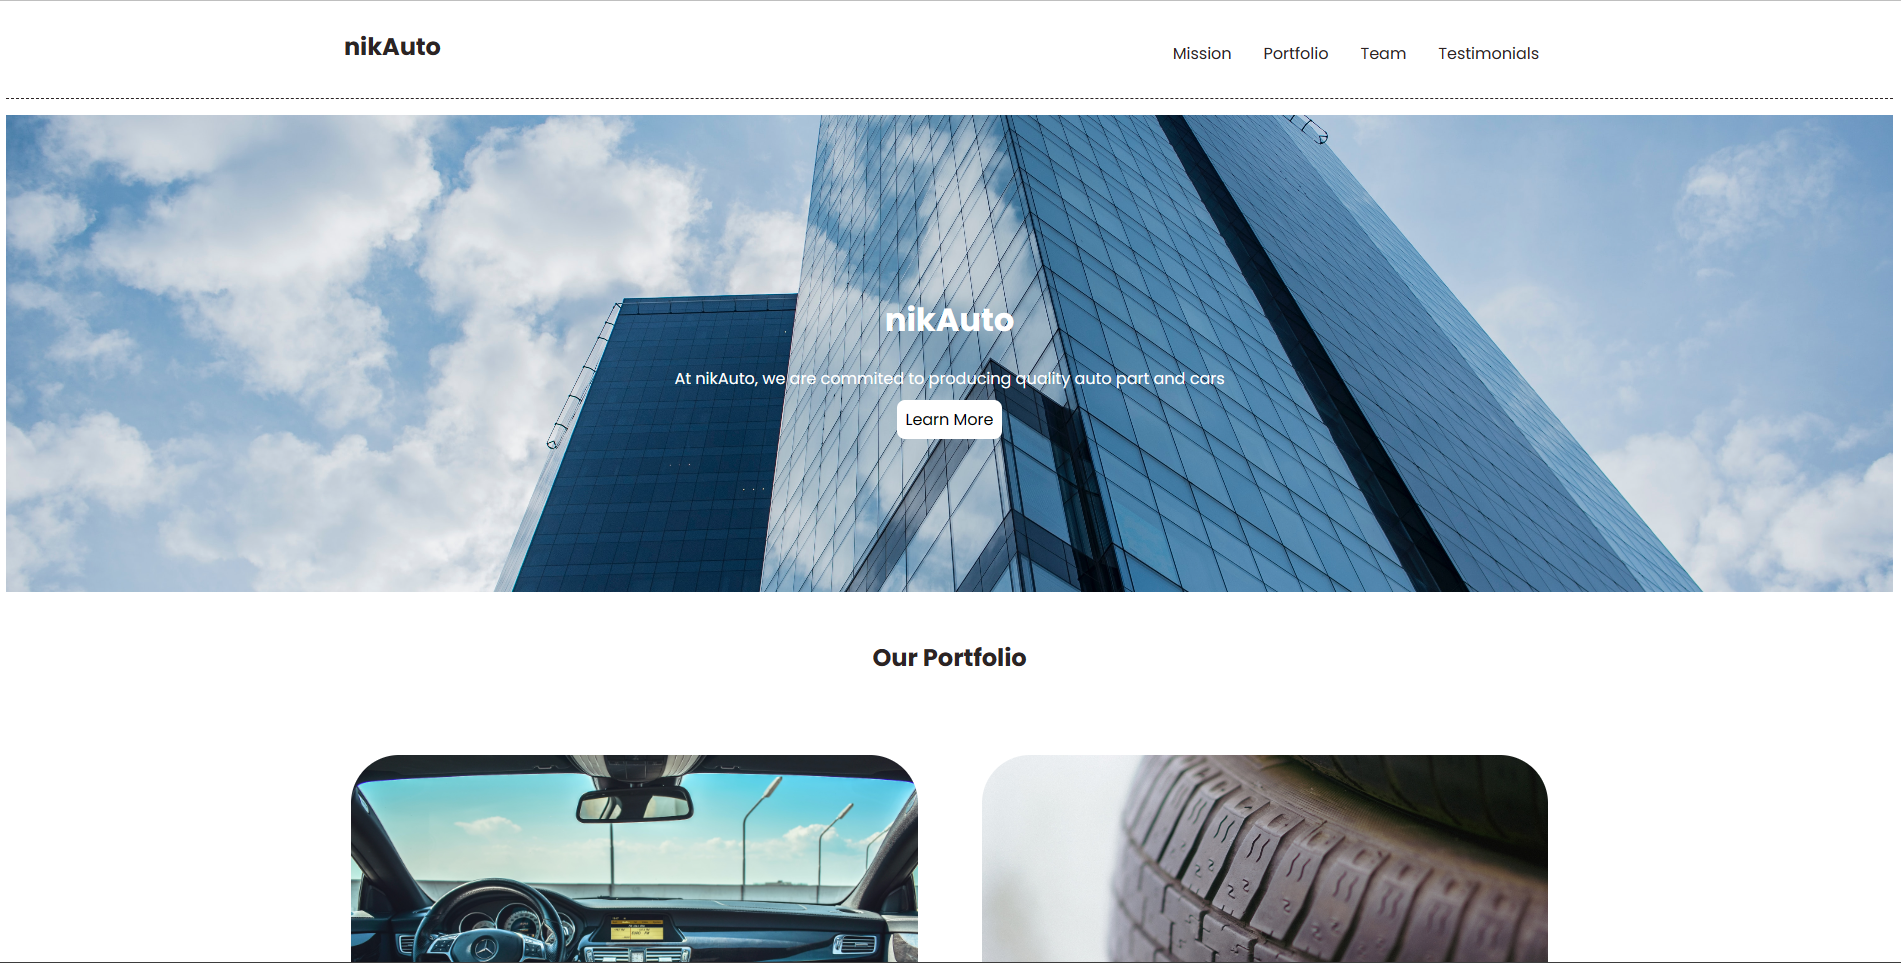 nikAuto
Mission Portfolio Team Testimonials
nikAuto
At nikAuto, we are commited to producing quality auto part and cars
Learn More
Our Portfolio